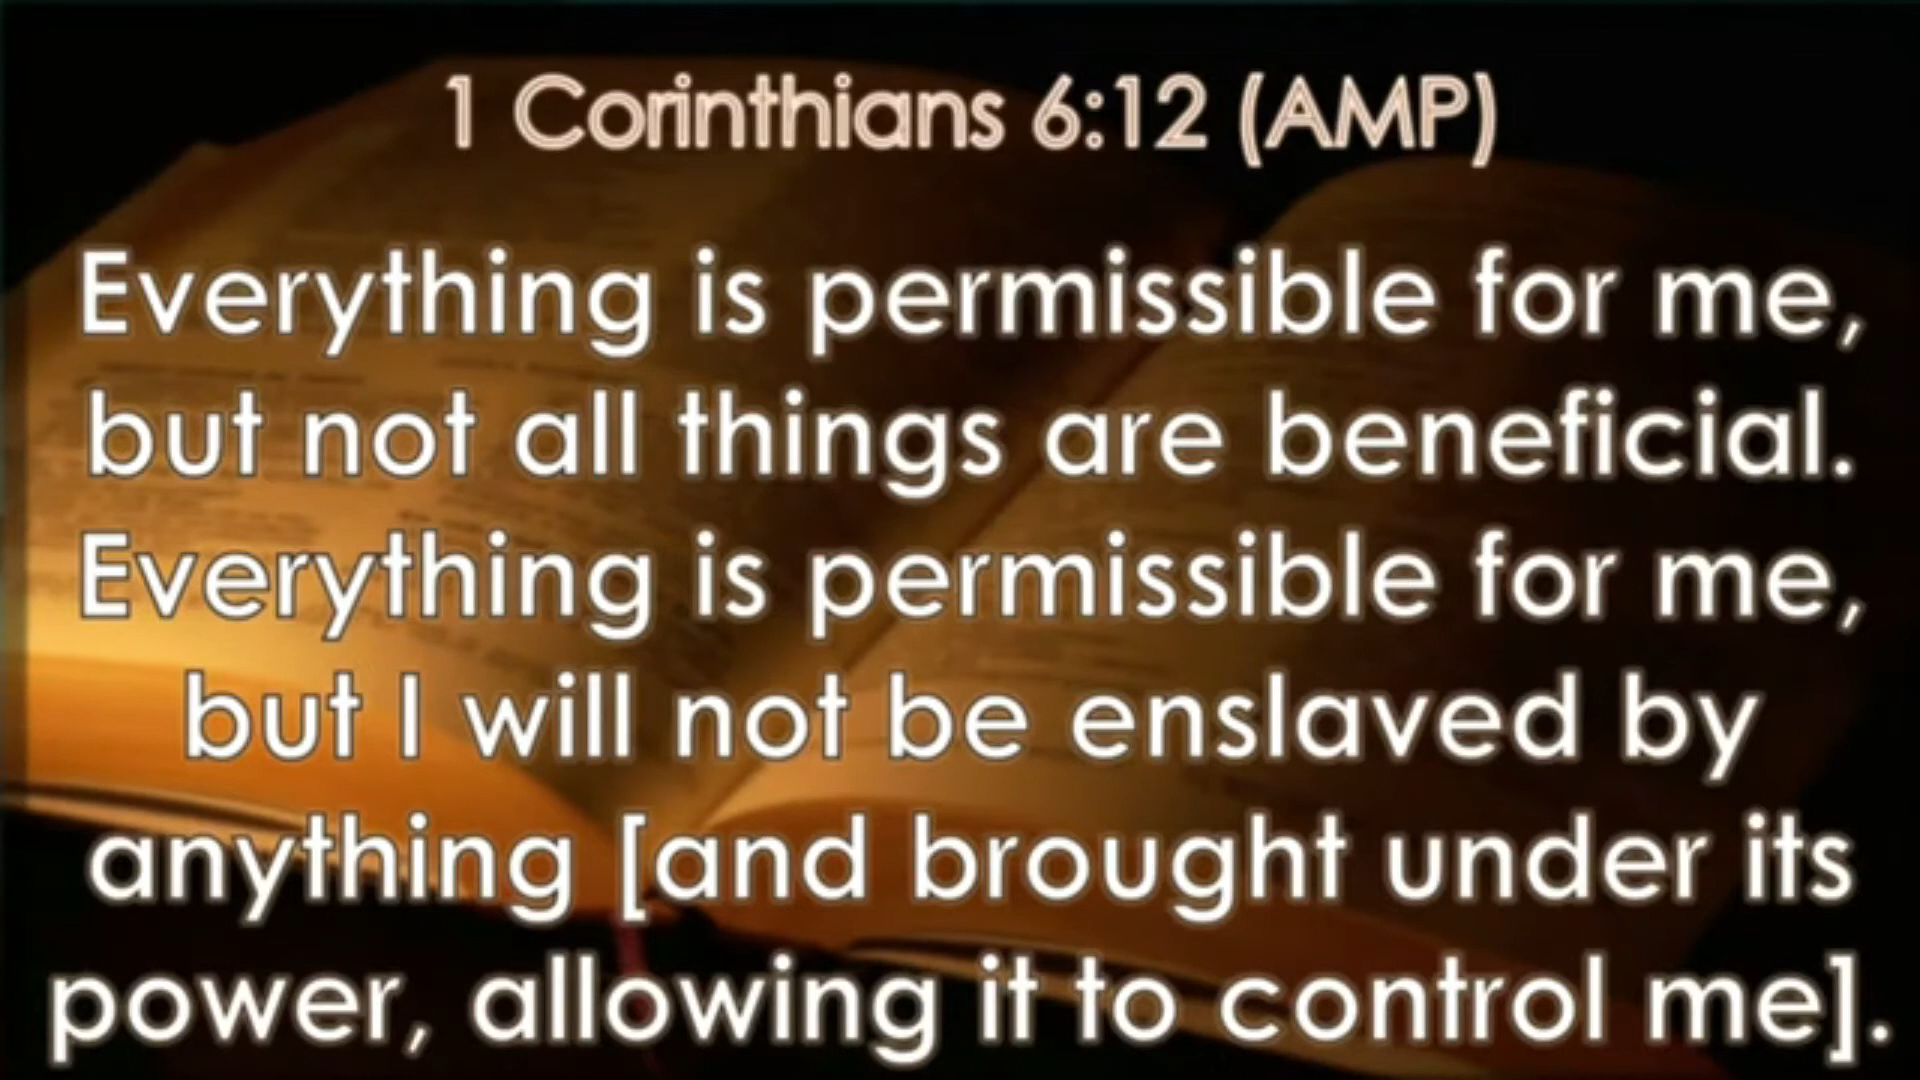 1 Corinthians 6:12 (AMP)
Everything is permissible for me,
but not all things are beneficial.
Everything is permissible for me,
but I will not be enslaved by
anything [and brought under its
power, allowing it to control me].